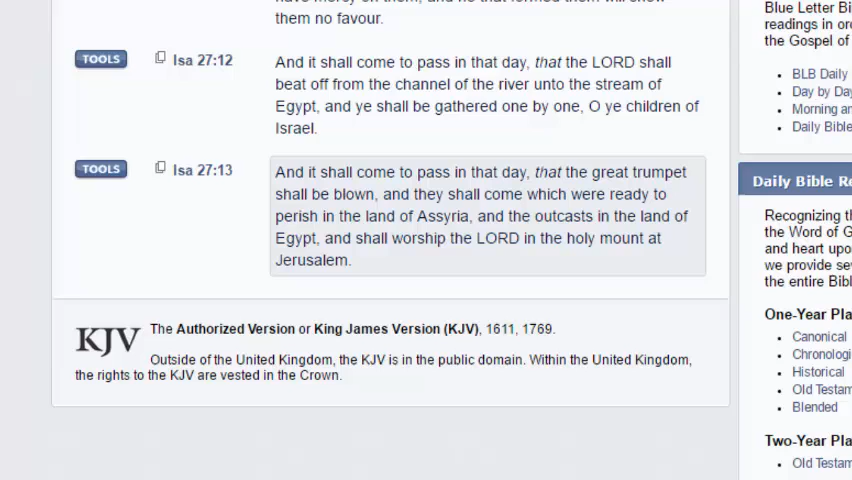 have mercy on them, and he that formed them will show
them no favour.
TOOLS
Isa 27:12
And it shall come to pass in that day, that the LORD shall
beat off from the channel of the river unto the stream of
Egypt, and ye shall be gathered one by one, O ye children of
Israel.
TOOLS
Isa 27:13
And it shall come to pass in that day, that the great trumpet
shall be blown, and they shall come which were ready to
perish in the land of Assyria, and the outcasts in the land of
Egypt, and shall worship the LORD in the holy mount at
Jerusalem.
KJV
The Authorized Version or King James Version (KJV), 1611, 1769.
Outside of the United Kingdom, the KJV is in the public domain. Within the United Kingdom,
the rights to the KJV are vested in the Crown.
Blue Letter Bi
readings in or
the Gospel of
BLB Daily
Day by Day
Morning an
Daily Bible
Daily Bible Re
Recognizing th
the Word of G
and heart upo
we provide sev
the entire Bibl
One-Year Pla
Canonical
Chronologi
Historical
Old Testam
Blended
Two-Year Pla
Old Testam